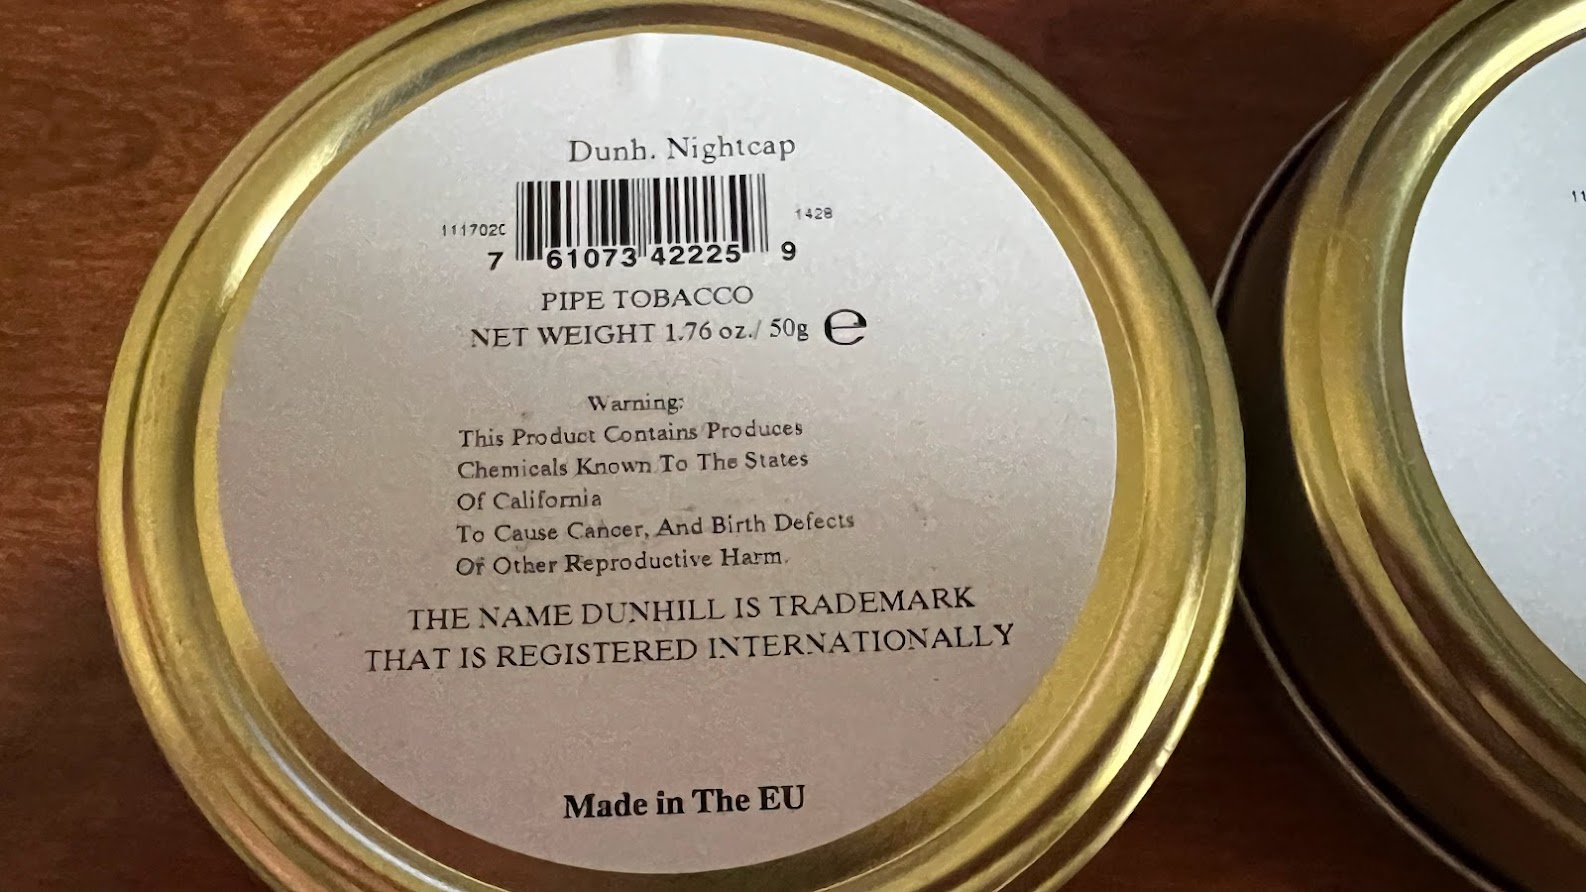 Dunh. Nightcap
111702C
1428
7 61073 42225 9
PIPE TOBACCO
NET WEIGHT 1.76 oz./ 50g ℮
Warning:
This Product Contains/Produces
Chemicals Known To The States
Of California
To Cause Cancer, And Birth Defects
Of Other Reproductive Harm.
THE NAME DUNHILL IS TRADEMARK
THAT IS REGISTERED INTERNATIONALLY
Made in The EU
11